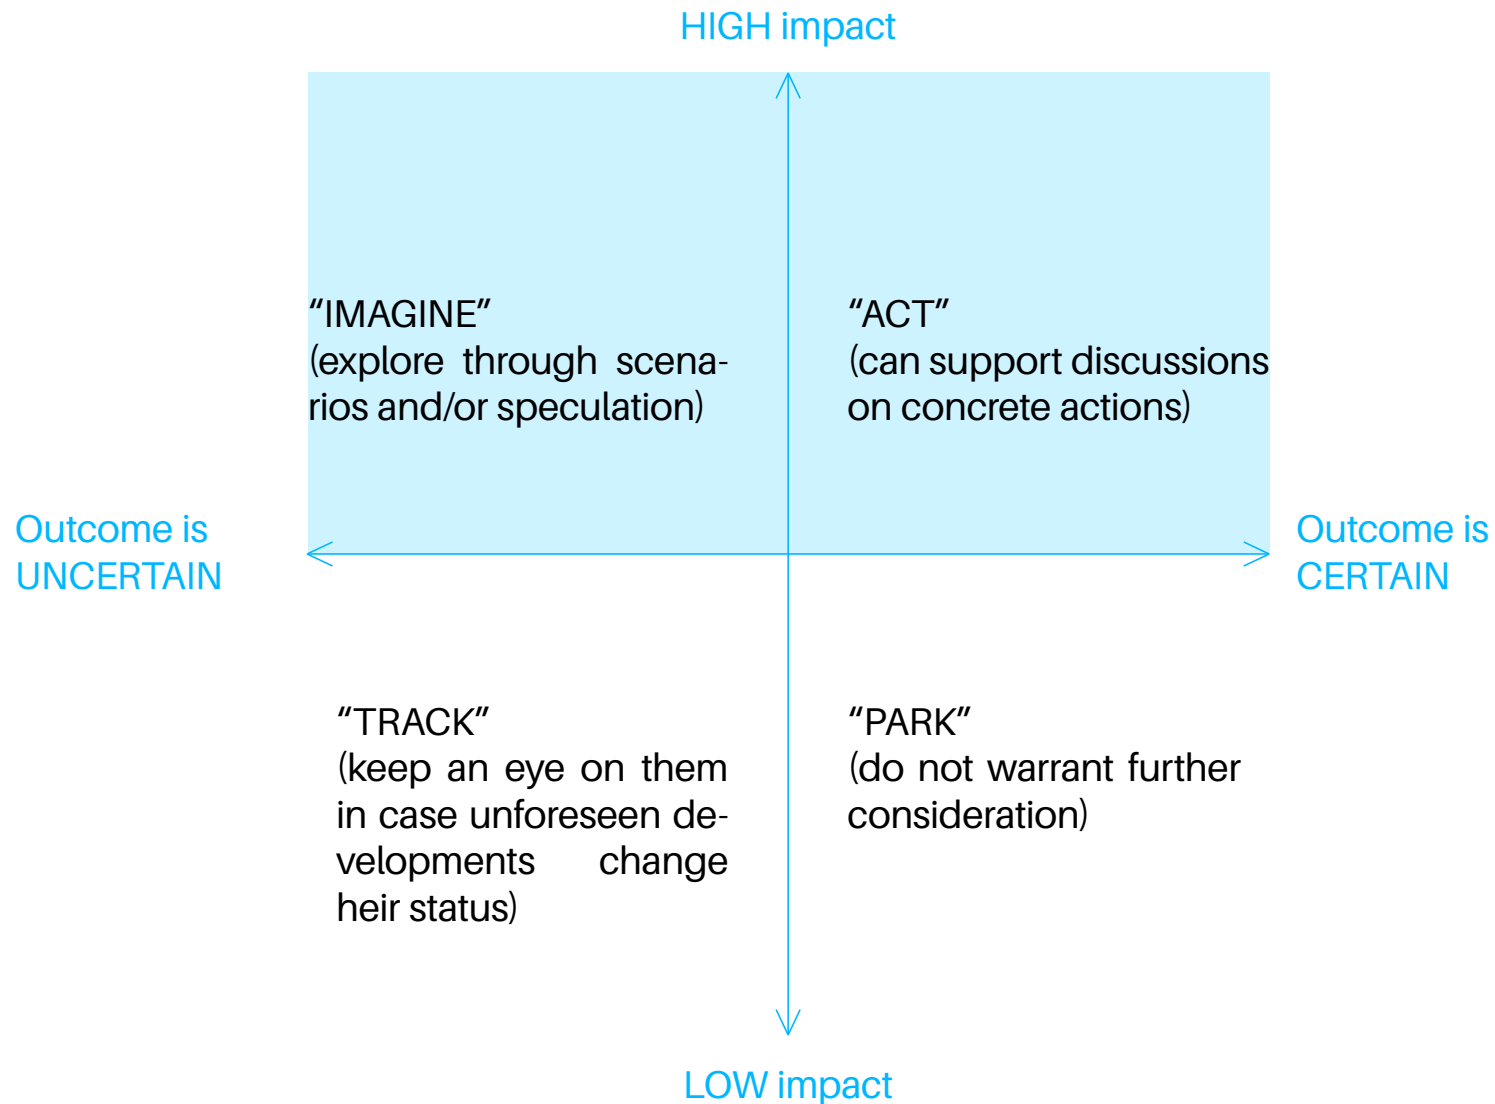 HIGH impact
“IMAGINE”
(explore through scena-
rios and/or speculation)
“ACT”
(can support discussions
on concrete actions)
Outcome is
UNCERTAIN
Outcome is
CERTAIN
“TRACK”
(keep an eye on them
in case unforeseen de-
velopments change
heir status)
“PARK”
(do not warrant further
consideration)
LOW impact